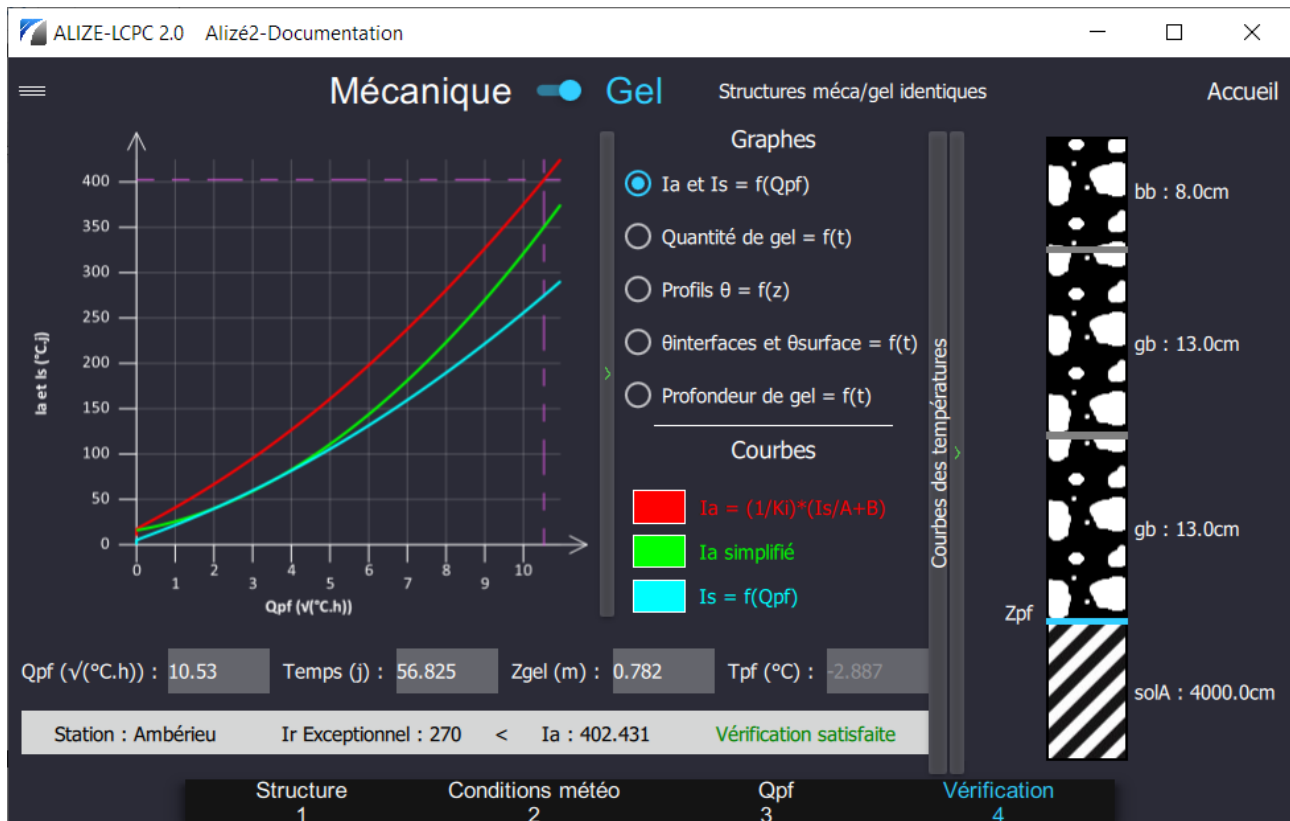 ALIZE-LCPC 2.0 Alizé2-Documentation
Mécanique Gel Structures méca/gel identiques Accueil
Graphes
Ia et Is = f(Qpf)
Quantité de gel = f(t)
Profils θ = f(z)
θinterfaces et θsurface = f(t)
Profondeur de gel = f(t)
Courbes
Ia = (1/Ki)*(Is/A+B)
Ia simplifié
Is = f(Qpf)
Ia et Is (°C.j)
400
350
300
250
200
150
100
50
0
0 1 2 3 4 5 6 7 8 9 10
Qpf (√(°C.h))
Courbes des températures
bb : 8.0cm
gb : 13.0cm
gb : 13.0cm
Zpf
solA : 4000.0cm
Qpf (√(°C.h)) : 10.53 Temps (j) : 56.825 Zgel (m) : 0.782 Tpf (°C) : -2.887
Station : Ambérieu Ir Exceptionnel : 270 < Ia : 402.431 Vérification satisfaite
Structure Conditions météo Qpf Vérification
1 2 3 4